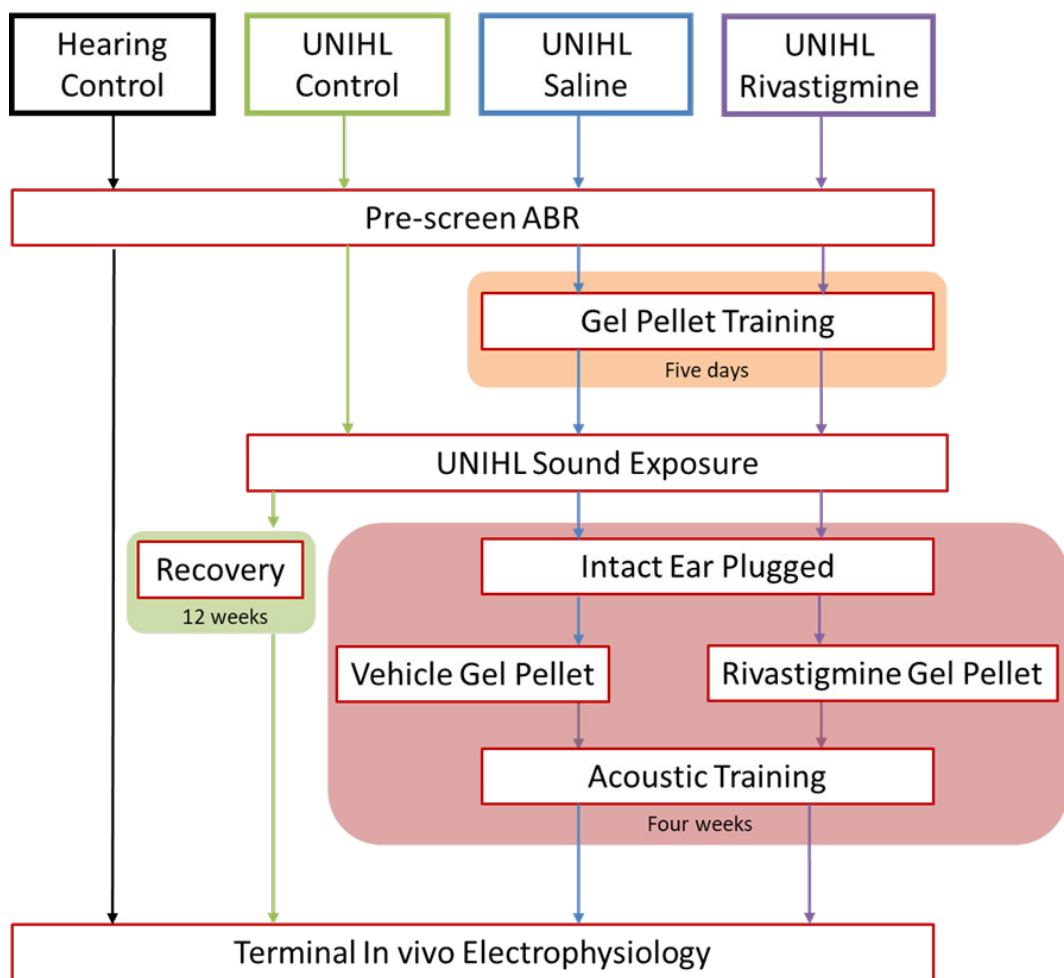 Hearing
Control
UNIHL
Control
UNIHL
Saline
UNIHL
Rivastigmine
Pre-screen ABR
Gel Pellet Training
Five days
UNIHL Sound Exposure
Recovery
12 weeks
Intact Ear Plugged
Vehicle Gel Pellet
Rivastigmine Gel Pellet
Acoustic Training
Four weeks
Terminal In vivo Electrophysiology